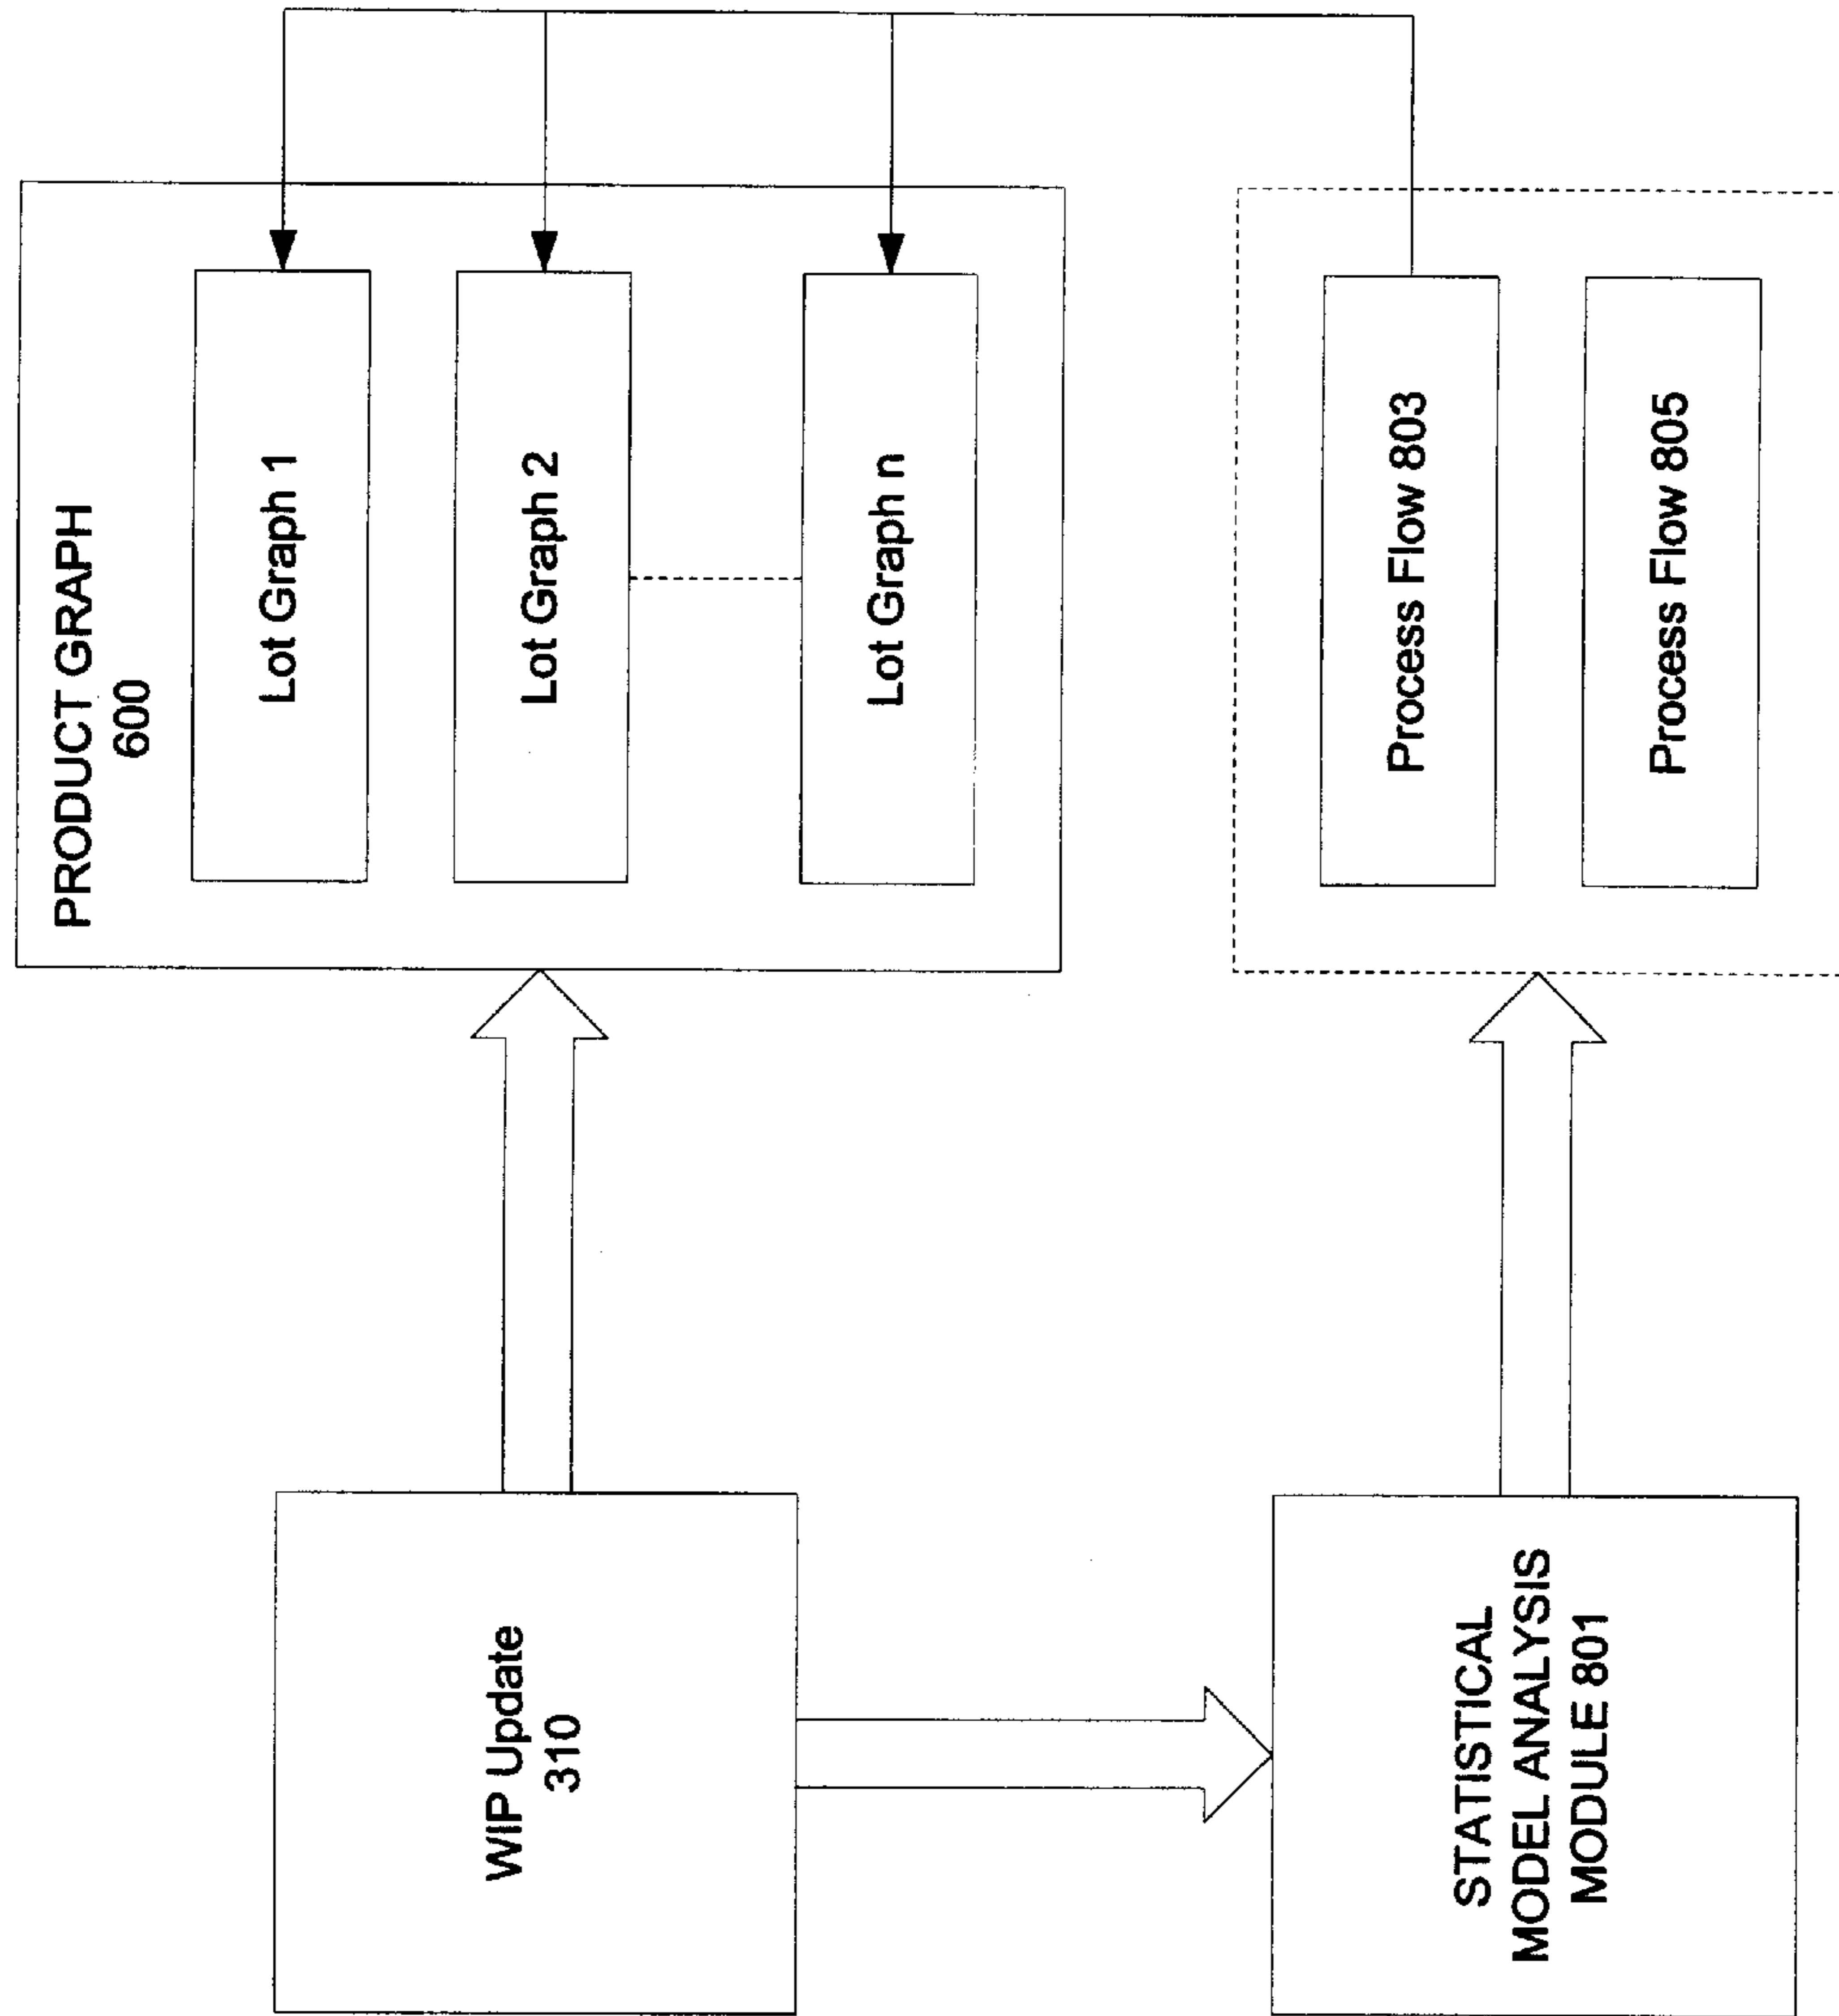 WIP Update
310
PRODUCT GRAPH
600
Lot Graph 1
Lot Graph 2
Lot Graph n
STATISTICAL
MODEL ANALYSIS
MODULE 801
Process Flow 803
Process Flow 805